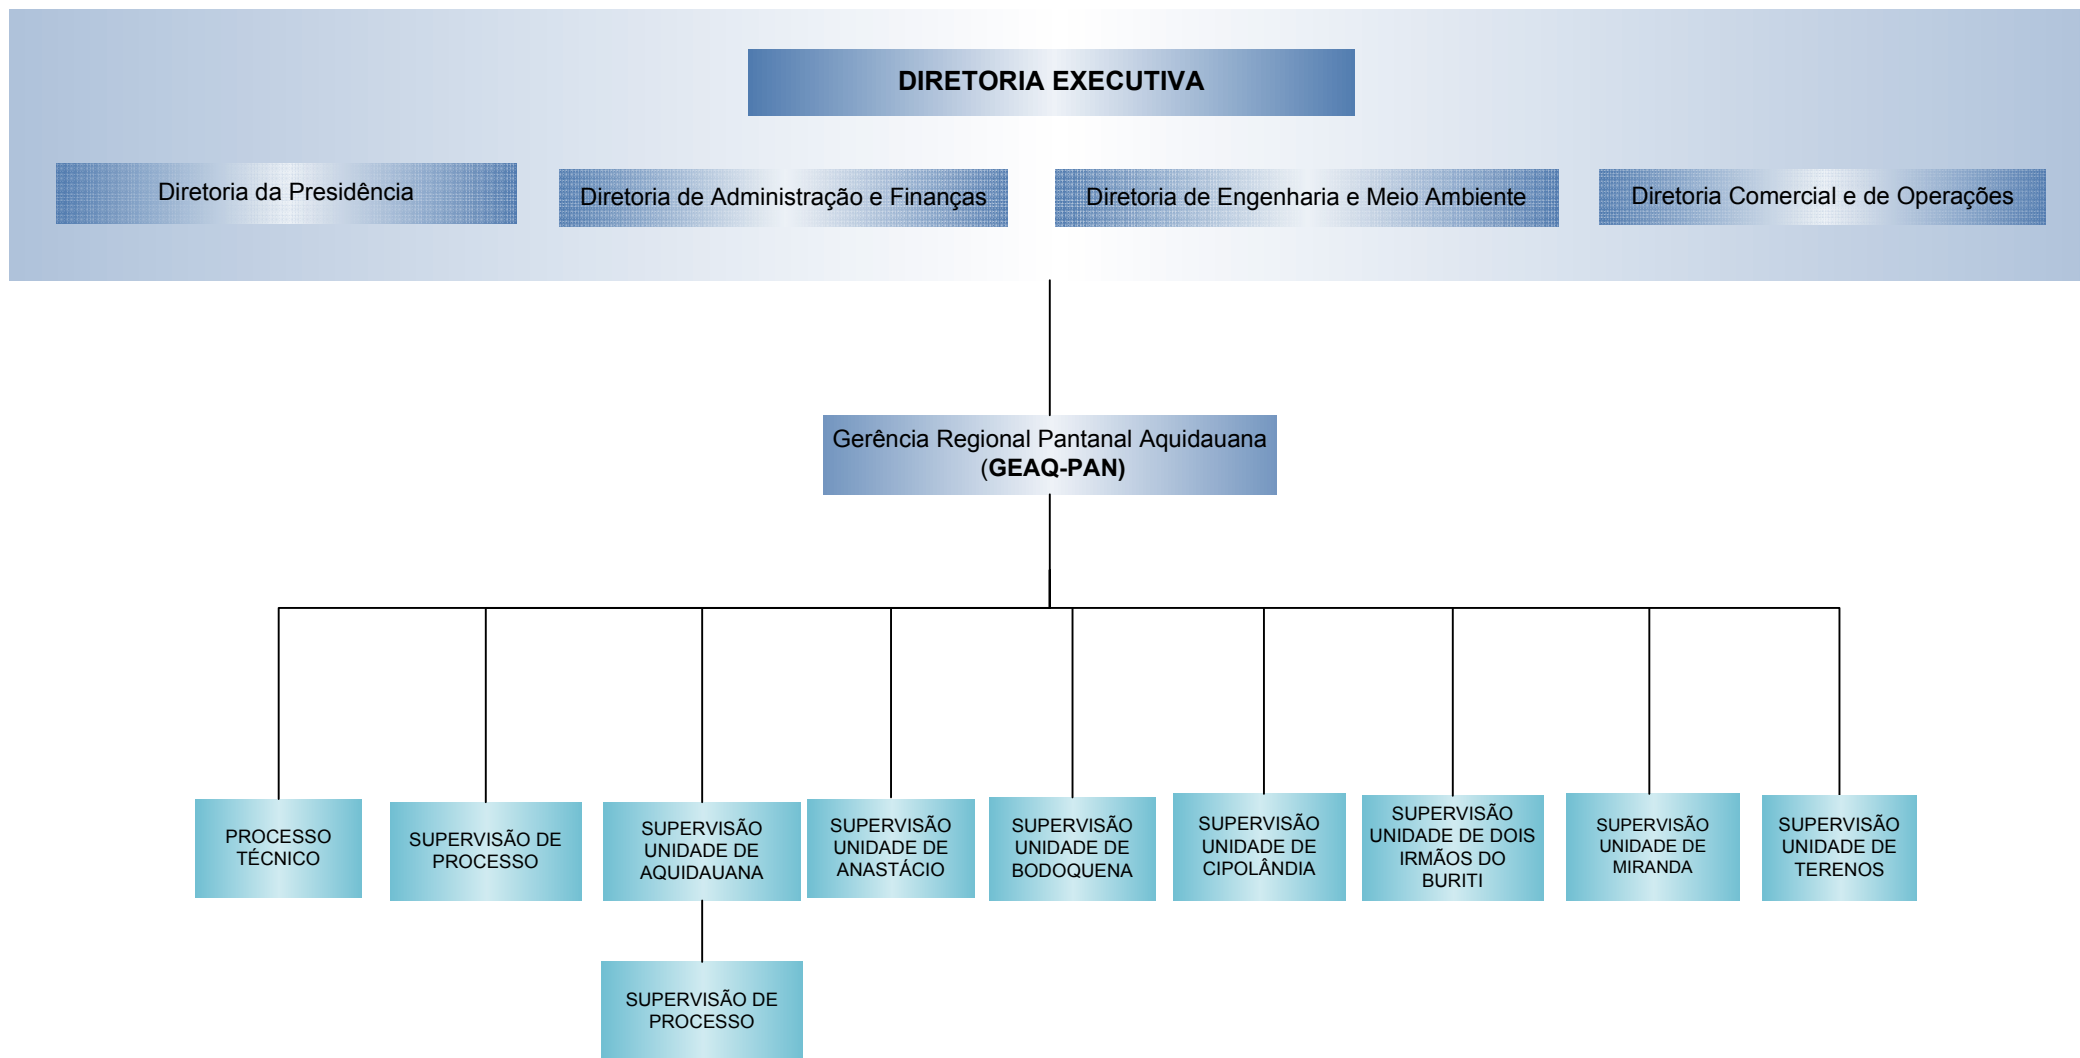 DIRETORIA EXECUTIVA
Diretoria da Presidência
Diretoria de Administração e Finanças
Diretoria de Engenharia e Meio Ambiente
Diretoria Comercial e de Operações
Gerência Regional Pantanal Aquidauana
(GEAQ-PAN)
PROCESSO
TÉCNICO
SUPERVISÃO DE
PROCESSO
SUPERVISÃO
UNIDADE DE
AQUIDAUANA
SUPERVISÃO
UNIDADE DE
ANASTÁCIO
SUPERVISÃO
UNIDADE DE
BODOQUENA
SUPERVISÃO
UNIDADE DE
CIPOLÂNDIA
SUPERVISÃO
UNIDADE DE DOIS
IRMÃOS DO
BURITI
SUPERVISÃO
UNIDADE DE
MIRANDA
SUPERVISÃO
UNIDADE DE
TERENOS
SUPERVISÃO DE
PROCESSO